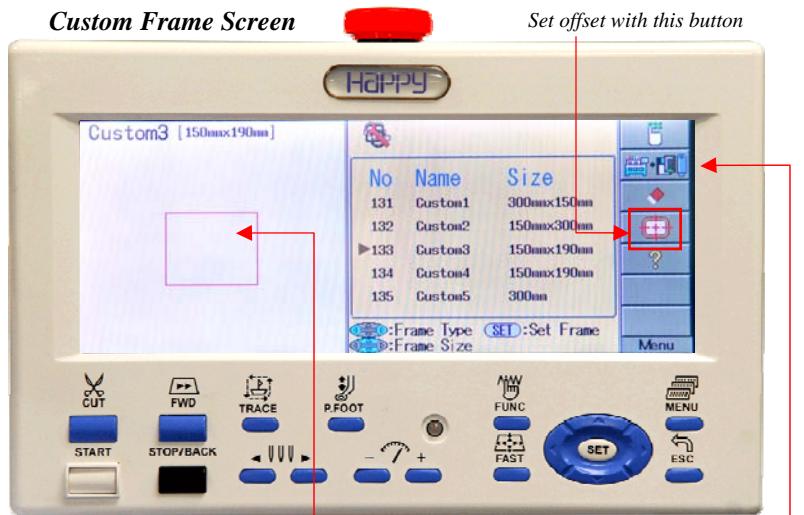 Custom Frame Screen
Set offset with this button
HAPPY
Custom3 [150mmx190mm]
No Name Size
131 Custom1 300mmx150mm
132 Custom2 150mmx300mm
133 Custom3 150mmx190mm
134 Custom4 150mmx190mm
135 Custom5 300mm
:Frame Type SET :Set Frame
:Frame Size
?
Menu
CUT
FWD
TRACE
P.FOOT
FUNC
MENU
START
STOP/BACK
- +
FAST
SET
ESC